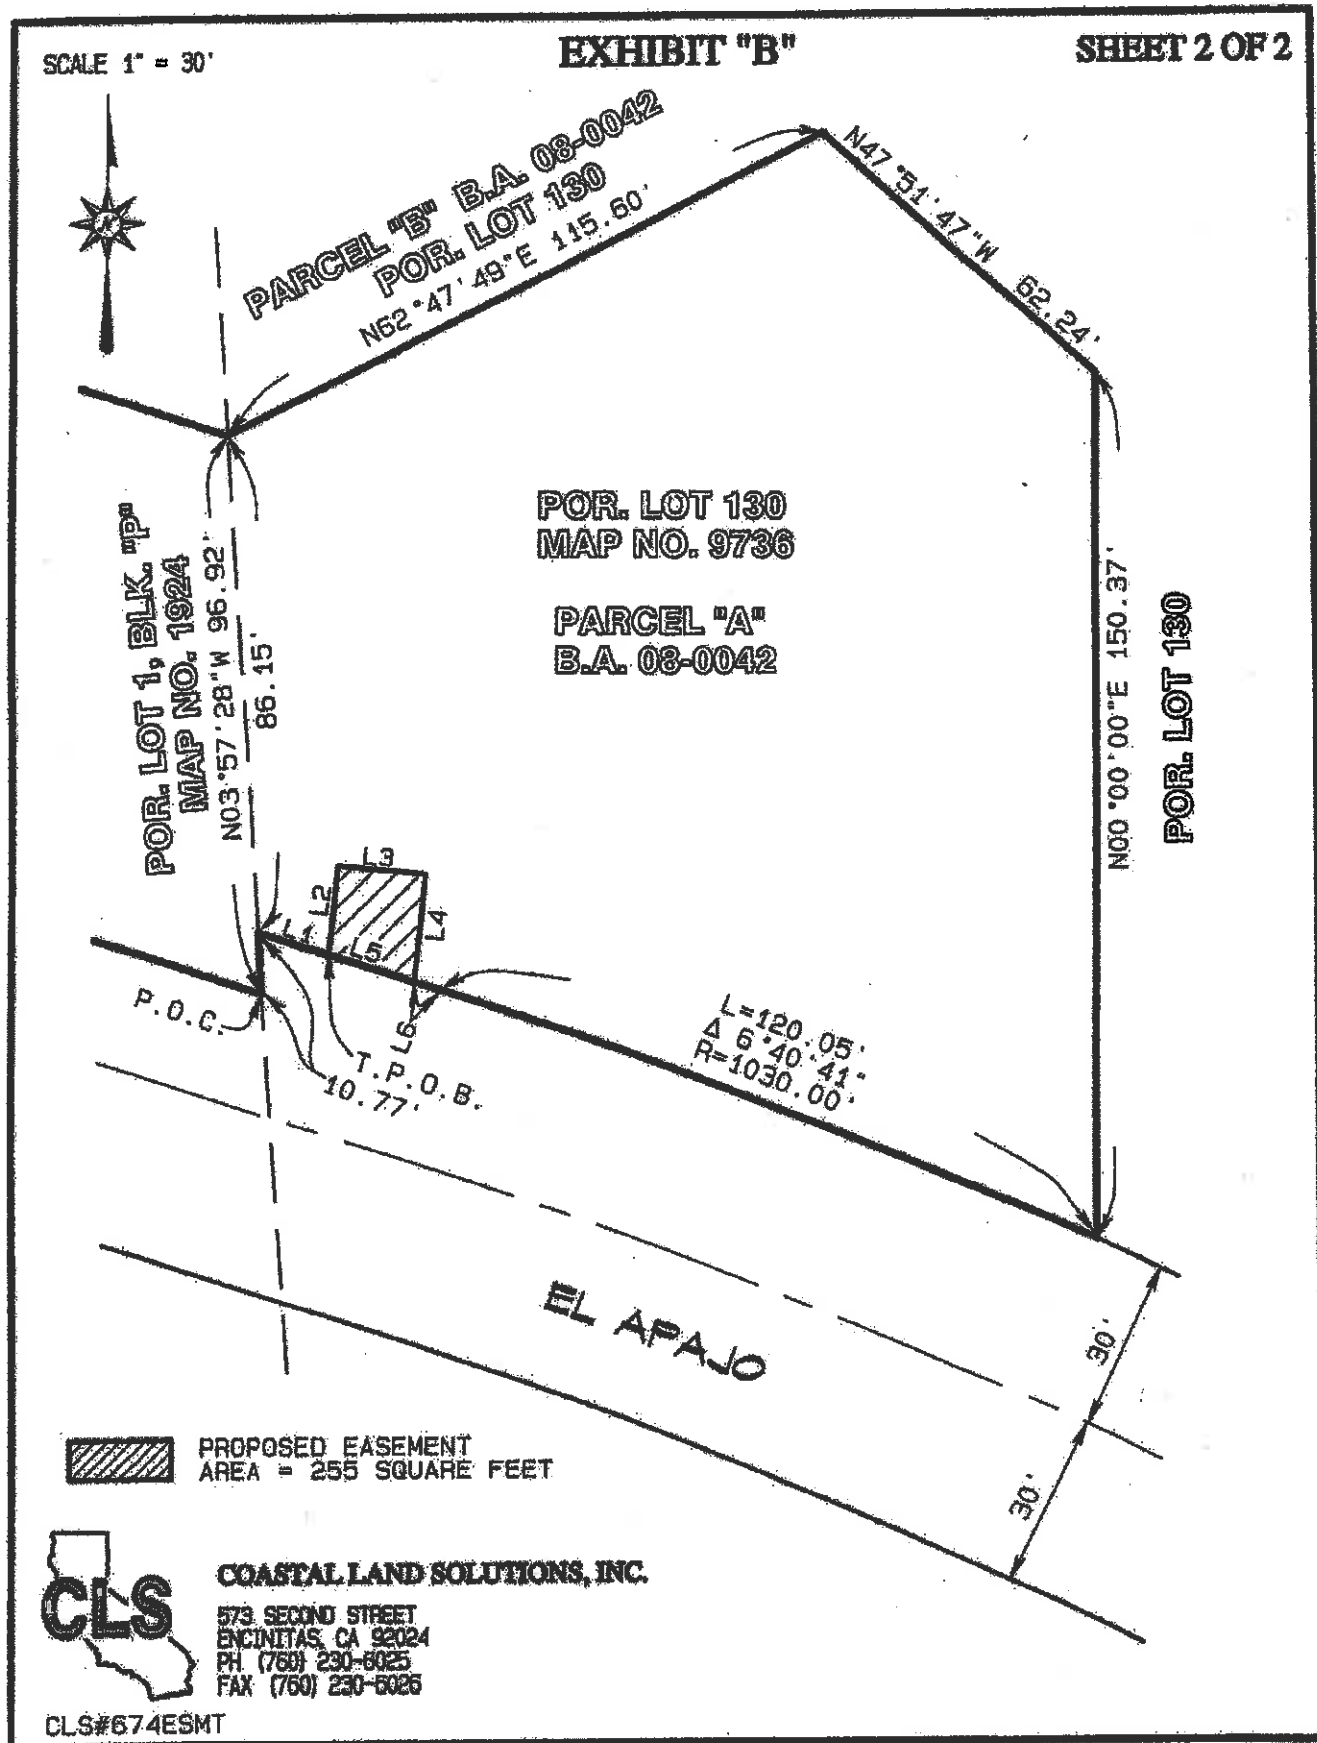 SCALE 1" = 30'
EXHIBIT "B"
SHEET 2 OF 2
PARCEL "B" B.A. 08-0042
POR. LOT 130
N62°47'49"E 115.60'
N47°51'47"W 62.24'
POR. LOT 130
MAP NO. 9736
PARCEL "A"
B.A. 08-0042
POR. LOT 1, BLK. "P"
MAP NO. 1924
N03°57'28"W 96.92'
86.15'
N00°00'00"E 150.37'
POR. LOT 130
L3
L2
L4
L1
L5
L6
P.O.C.
T.P.O.B.
10.77'
L=120.05'
Δ 6°40'41"
R=1030.00'
EL APAJO
30'
30'
PROPOSED EASEMENT
AREA = 255 SQUARE FEET
CLS
COASTAL LAND SOLUTIONS, INC.
573 SECOND STREET
ENCINITAS, CA 92024
PH (760) 230-6025
FAX (760) 230-6026
CLS#674ESMT